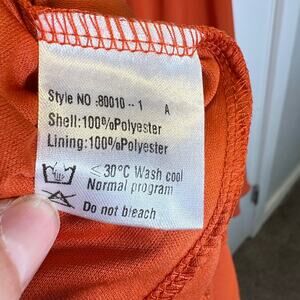 Style NO :80010--1 A
Shell:100%Polyester
Lining:100%Polyester
≤30°C Wash cool
Normal program
Do not bleach